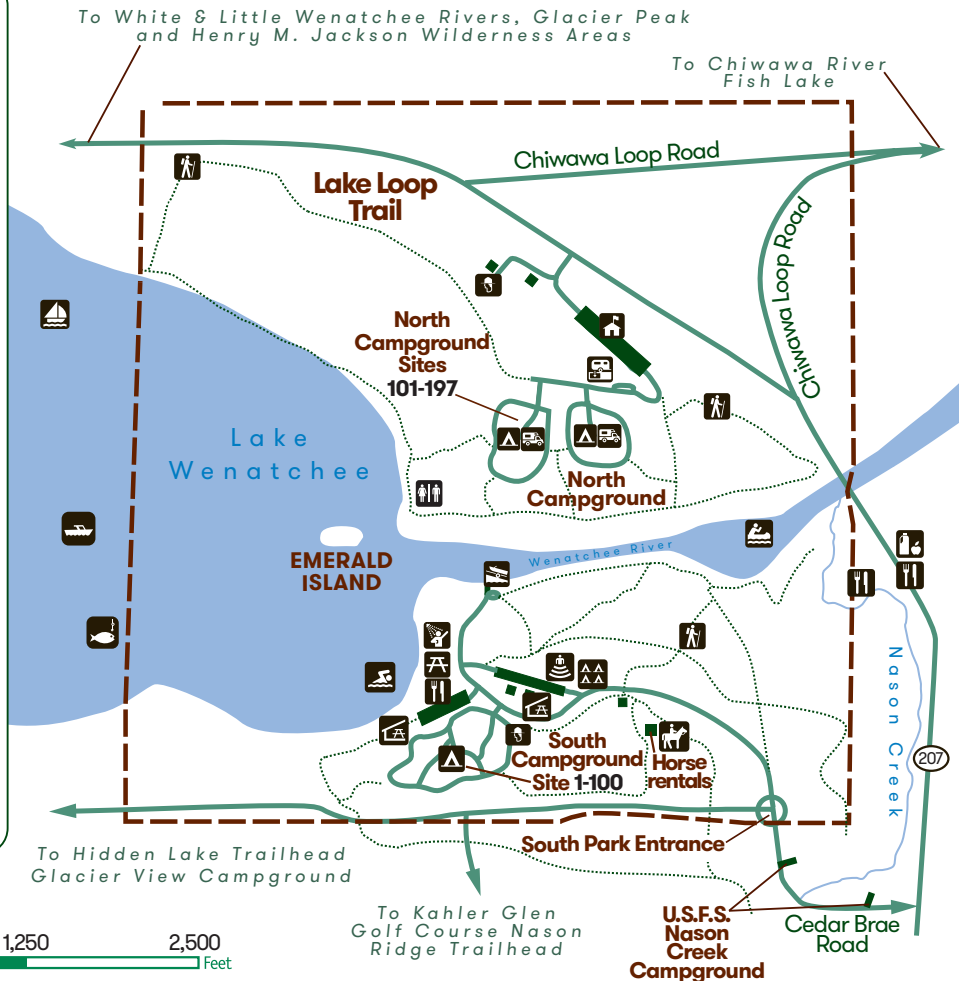 To White & Little Wenatchee Rivers, Glacier Peak
and Henry M. Jackson Wilderness Areas
To Chiwawa River
Fish Lake
Chiwawa Loop Road
Lake Loop
Trail
Chiwawa Loop Road
North
Campground
Sites
101-197
Lake
Wenatchee
North
Campground
EMERALD
ISLAND
Wenatchee River
Nason Creek
207
South
Campground
Site 1-100
Horse
rentals
South Park Entrance
To Hidden Lake Trailhead
Glacier View Campground
To Kahler Glen
Golf Course Nason
Ridge Trailhead
U.S.F.S.
Nason
Creek
Campground
Cedar Brae
Road
1,250 2,500
Feet